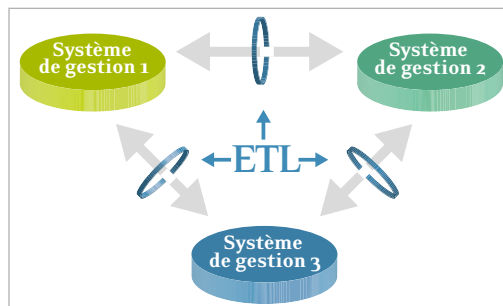 Système
de gestion 1
Système
de gestion 2
ETL
Système
de gestion 3